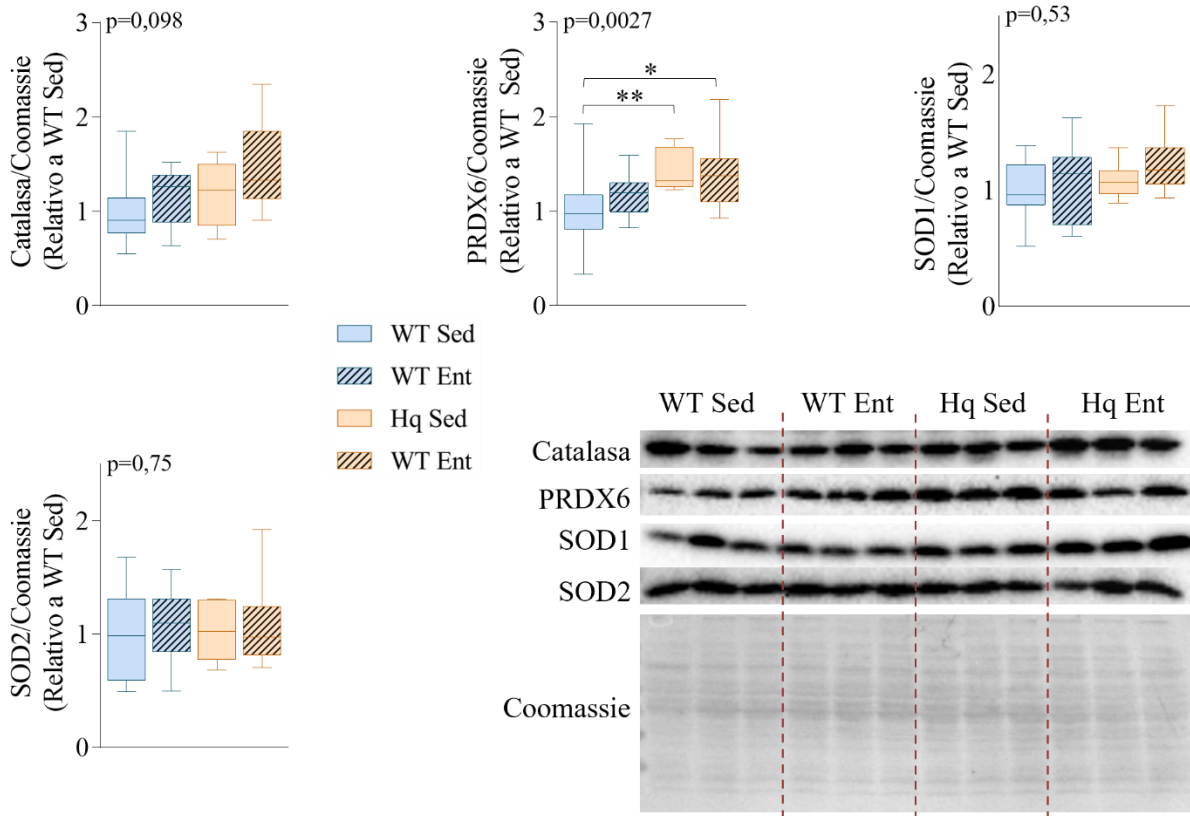 p=0,098
Catalasa/Coomassie
(Relativo a WT Sed)
3
2
1
0
p=0,0027
PRDX6/Coomassie
(Relativo a WT Sed)
3
2
1
0
*
**
p=0,53
SOD1/Coomassie
(Relativo a WT Sed)
2
1
0
WT Sed
WT Ent
Hq Sed
WT Ent
p=0,75
SOD2/Coomassie
(Relativo a WT Sed)
2
1
0
WT Sed WT Ent Hq Sed Hq Ent
Catalasa
PRDX6
SOD1
SOD2
Coomassie